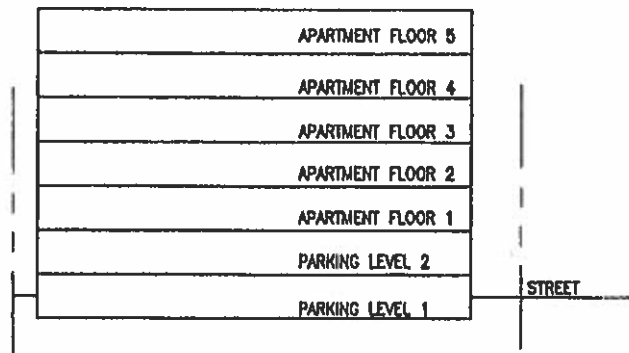 APARTMENT FLOOR 5
APARTMENT FLOOR 4
APARTMENT FLOOR 3
APARTMENT FLOOR 2
APARTMENT FLOOR 1
PARKING LEVEL 2
STREET
PARKING LEVEL 1